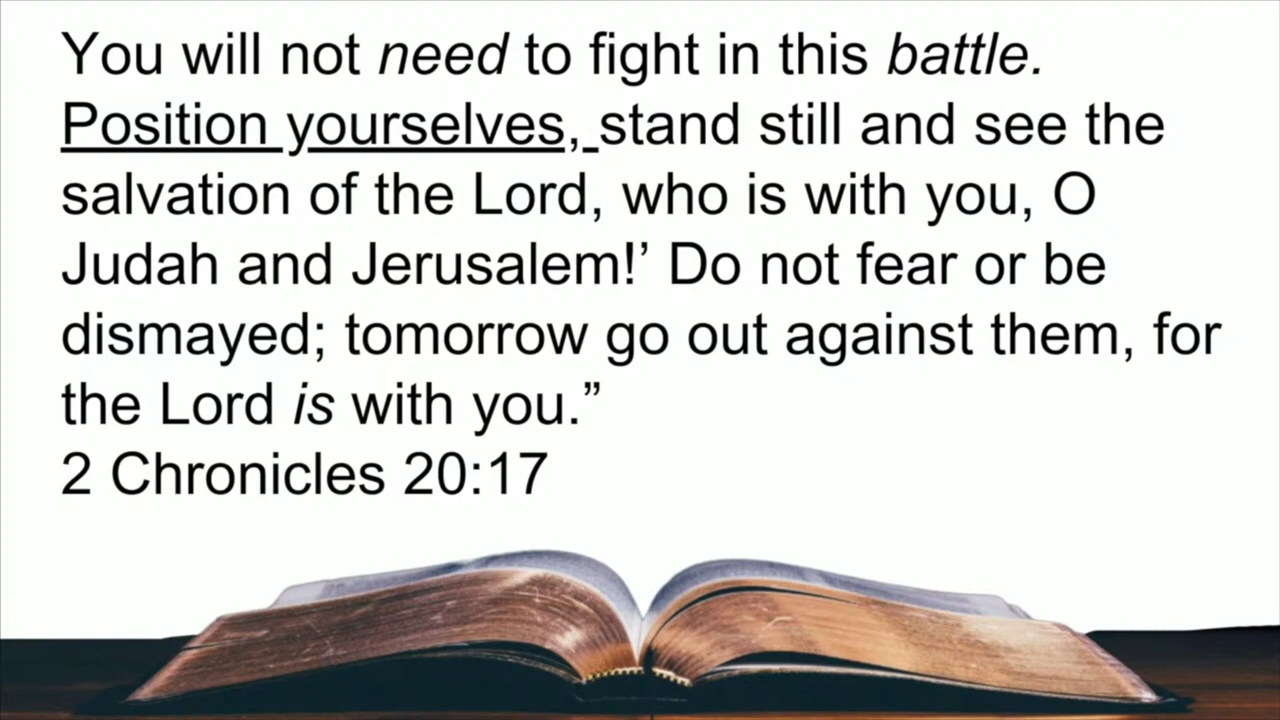 You will not need to fight in this battle.
Position yourselves, stand still and see the
salvation of the Lord, who is with you, O
Judah and Jerusalem!’ Do not fear or be
dismayed; tomorrow go out against them, for
the Lord is with you.”
2 Chronicles 20:17